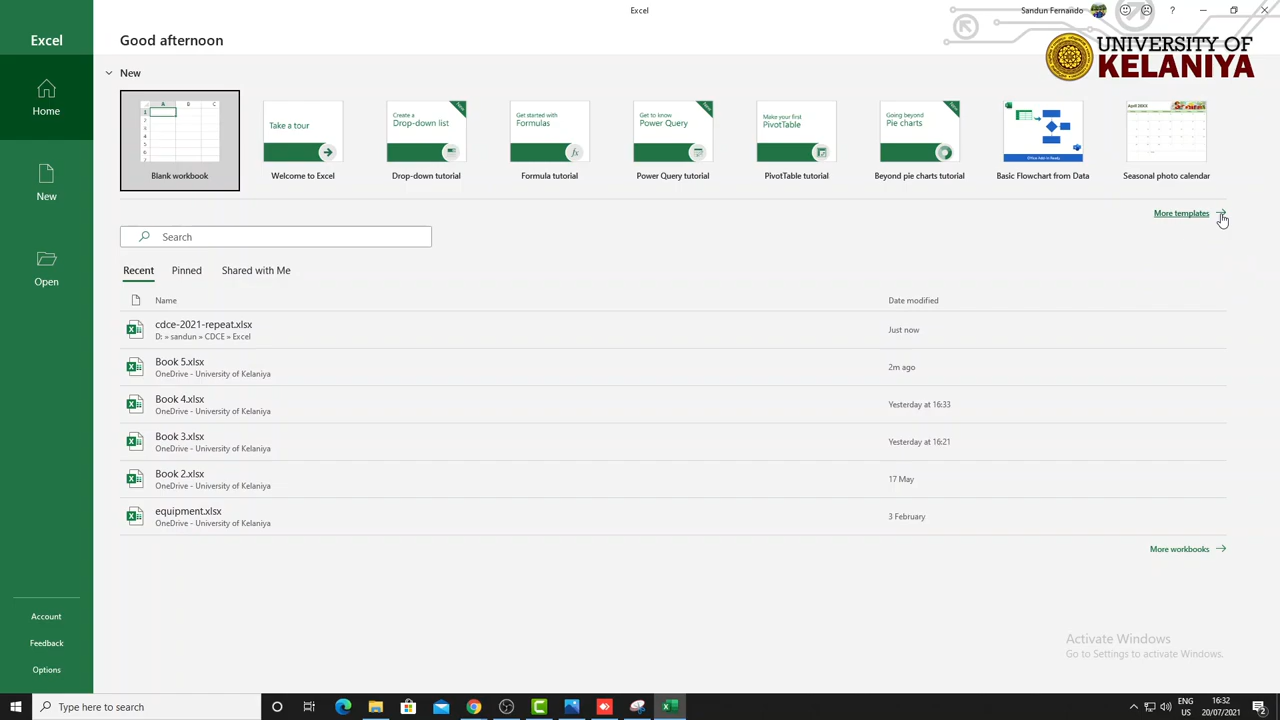 Excel
Sandun Fernando
?
UNIVERSITY OF
KELANIYA
Excel
Good afternoon
New
Home
New
Open
Take a tour
Create a
Drop-down list
Get started with
Formulas
fx
Get to know
Power Query
Make your first
PivotTable
Going beyond
Pie charts
Office Add-in Ready
April 20XX
Blank workbook
Welcome to Excel
Drop-down tutorial
Formula tutorial
Power Query tutorial
PivotTable tutorial
Beyond pie charts tutorial
Basic Flowchart from Data
Seasonal photo calendar
More templates
Search
Recent Pinned Shared with Me
Name Date modified
cdce-2021-repeat.xlsx
D: » sandun » CDCE » Excel
Just now
Book 5.xlsx
OneDrive - University of Kelaniya
2m ago
Book 4.xlsx
OneDrive - University of Kelaniya
Yesterday at 16:33
Book 3.xlsx
OneDrive - University of Kelaniya
Yesterday at 16:21
Book 2.xlsx
OneDrive - University of Kelaniya
17 May
equipment.xlsx
OneDrive - University of Kelaniya
3 February
More workbooks
Account
Feedback
Options
Activate Windows
Go to Settings to activate Windows.
Type here to search
ENG
US
16:32
20/07/2021